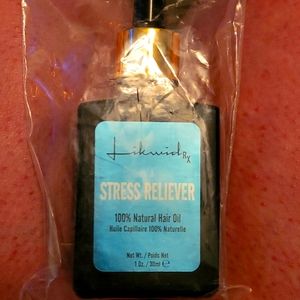 Likwid Rx
STRESS RELIEVER
100% Natural Hair Oil
Huile Capillaire 100% Naturelle
Net Wt. / Poids Net
1 Oz. / 30ml ℮